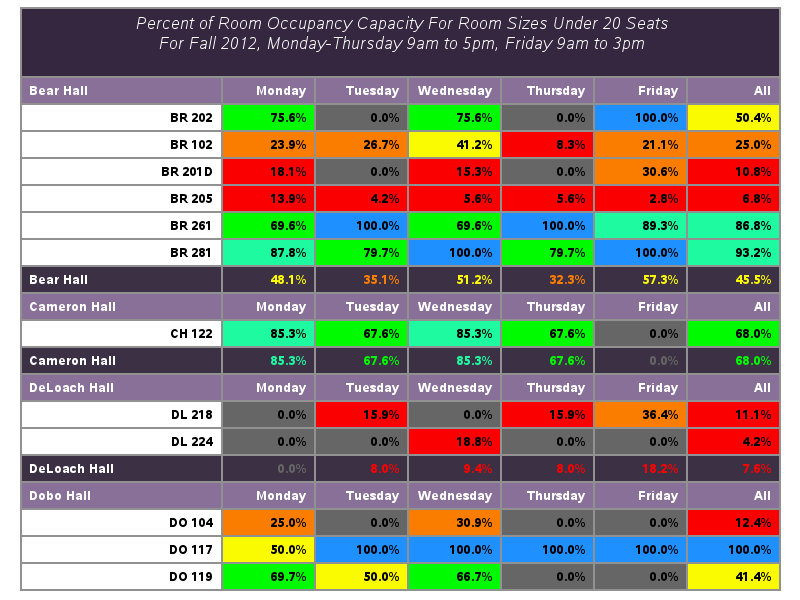 Percent of Room Occupancy Capacity For Room Sizes Under 20 Seats
For Fall 2012, Monday-Thursday 9am to 5pm, Friday 9am to 3pm
Bear Hall Monday Tuesday Wednesday Thursday Friday All
BR 202 75.6% 0.0% 75.6% 0.0% 100.0% 50.4%
BR 102 23.9% 26.7% 41.2% 8.3% 21.1% 25.0%
BR 201D 18.1% 0.0% 15.3% 0.0% 30.6% 10.8%
BR 205 13.9% 4.2% 5.6% 5.6% 2.8% 6.8%
BR 261 69.6% 100.0% 69.6% 100.0% 89.3% 86.8%
BR 281 87.8% 79.7% 100.0% 79.7% 100.0% 93.2%
Bear Hall 48.1% 35.1% 51.2% 32.3% 57.3% 45.5%
Cameron Hall Monday Tuesday Wednesday Thursday Friday All
CH 122 85.3% 67.6% 85.3% 67.6% 0.0% 68.0%
Cameron Hall 85.3% 67.6% 85.3% 67.6% 0.0% 68.0%
DeLoach Hall Monday Tuesday Wednesday Thursday Friday All
DL 218 0.0% 15.9% 0.0% 15.9% 36.4% 11.1%
DL 224 0.0% 0.0% 18.8% 0.0% 0.0% 4.2%
DeLoach Hall 0.0% 8.0% 9.4% 8.0% 18.2% 7.6%
Dobo Hall Monday Tuesday Wednesday Thursday Friday All
DO 104 25.0% 0.0% 30.9% 0.0% 0.0% 12.4%
DO 117 50.0% 100.0% 100.0% 100.0% 100.0% 100.0%
DO 119 69.7% 50.0% 66.7% 0.0% 0.0% 41.4%